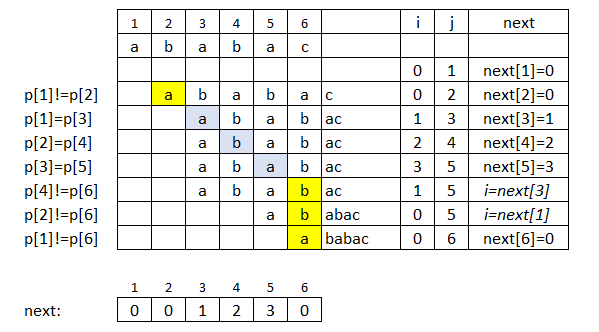 1 2 3 4 5 6 i j next
a b a b a c
0 1 next[1]=0
p[1]!=p[2] a b a b a c 0 2 next[2]=0
p[1]=p[3] a b a b ac 1 3 next[3]=1
p[2]=p[4] a b a b ac 2 4 next[4]=2
p[3]=p[5] a b a b ac 3 5 next[5]=3
p[4]!=p[6] a b a b ac 1 5 i=next[3]
p[2]!=p[6] a b abac 0 5 i=next[1]
p[1]!=p[6] a babac 0 6 next[6]=0
1 2 3 4 5 6
next: 0 0 1 2 3 0